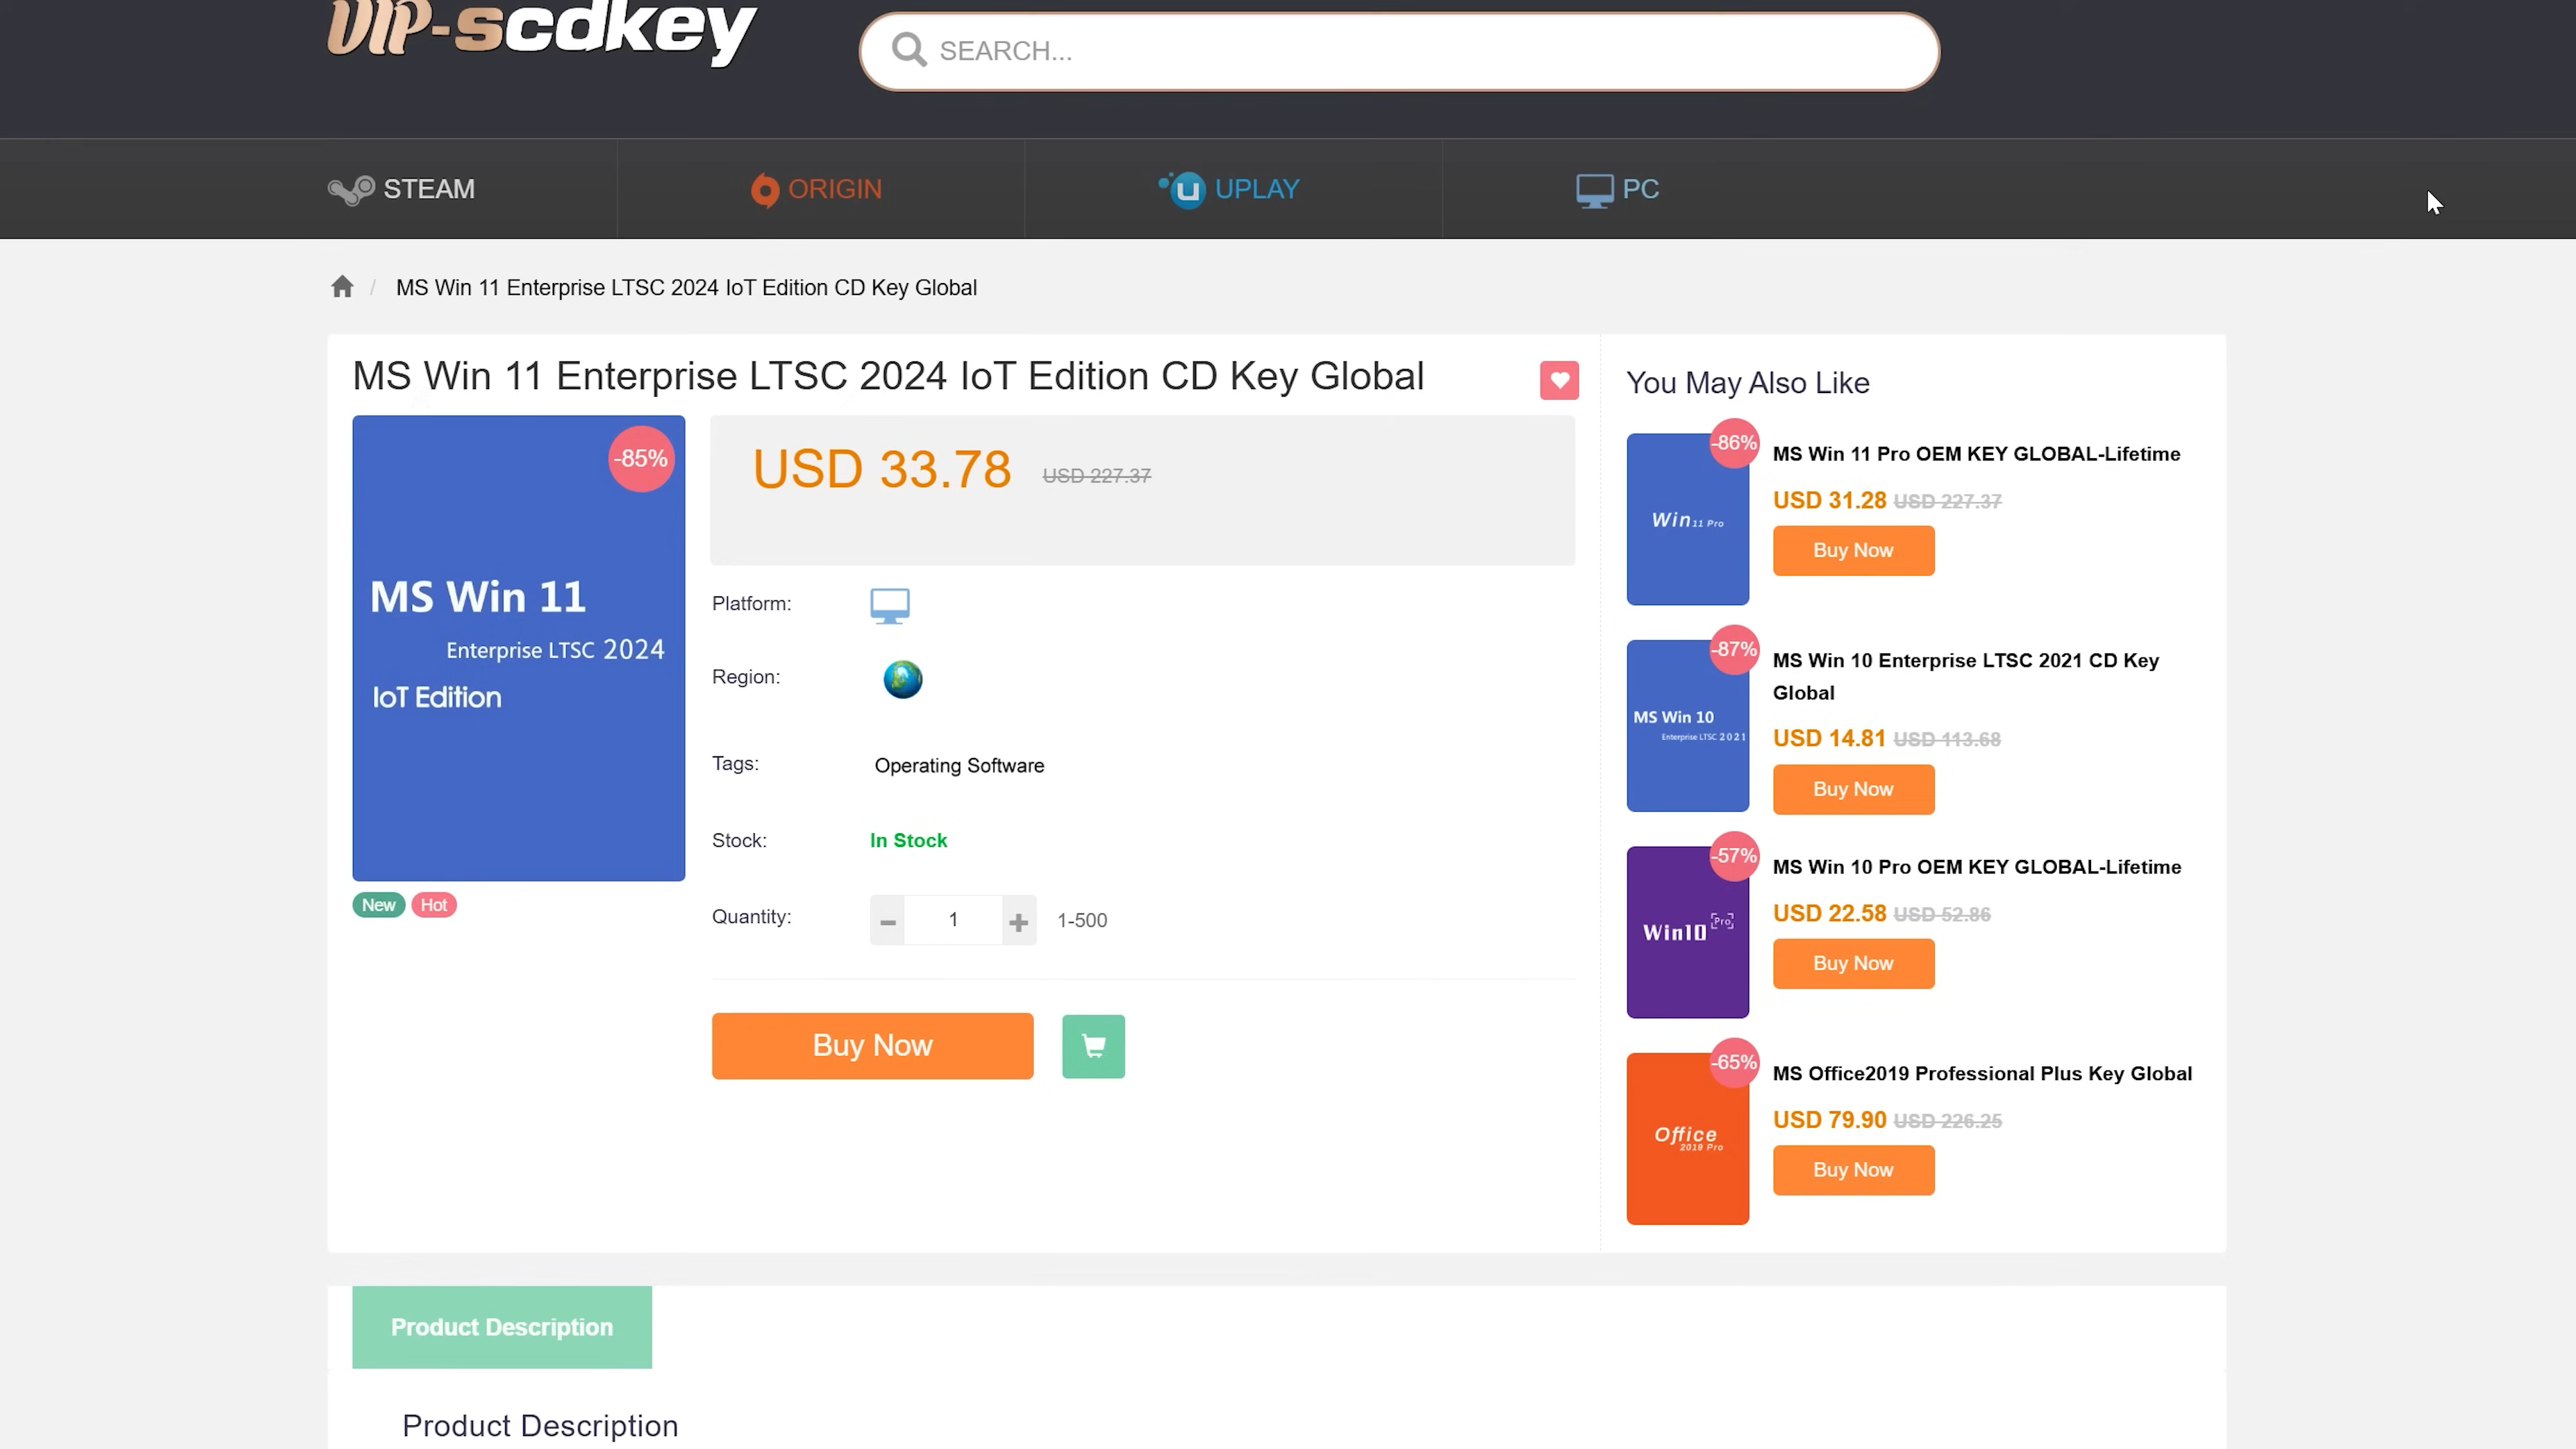 VIP-scdkey
SEARCH...
STEAM
ORIGIN
UPLAY
PC
/ MS Win 11 Enterprise LTSC 2024 IoT Edition CD Key Global
MS Win 11 Enterprise LTSC 2024 IoT Edition CD Key Global
-85%
MS Win 11
Enterprise LTSC 2024
IoT Edition
New Hot
USD 33.78 USD 227.37
Platform:
Region:
Tags: Operating Software
Stock: In Stock
Quantity: 1 1-500
Buy Now
You May Also Like
-86%
Win 11 Pro
MS Win 11 Pro OEM KEY GLOBAL-Lifetime
USD 31.28 USD 227.37
Buy Now
-87%
MS Win 10
Enterprise LTSC 2021
MS Win 10 Enterprise LTSC 2021 CD Key
Global
USD 14.81 USD 113.68
Buy Now
-57%
Win10 Pro
MS Win 10 Pro OEM KEY GLOBAL-Lifetime
USD 22.58 USD 52.86
Buy Now
-65%
Office
2019 Pro
MS Office2019 Professional Plus Key Global
USD 79.90 USD 226.25
Buy Now
Product Description
Product Description